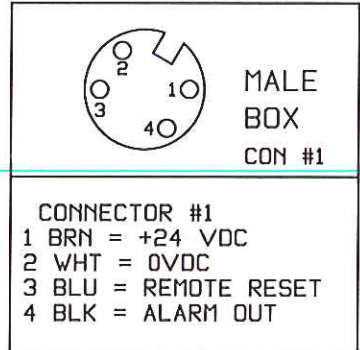 2
1
3
4
MALE
BOX
CON #1
CONNECTOR #1
1 BRN = +24 VDC
2 WHT = 0VDC
3 BLU = REMOTE RESET
4 BLK = ALARM OUT